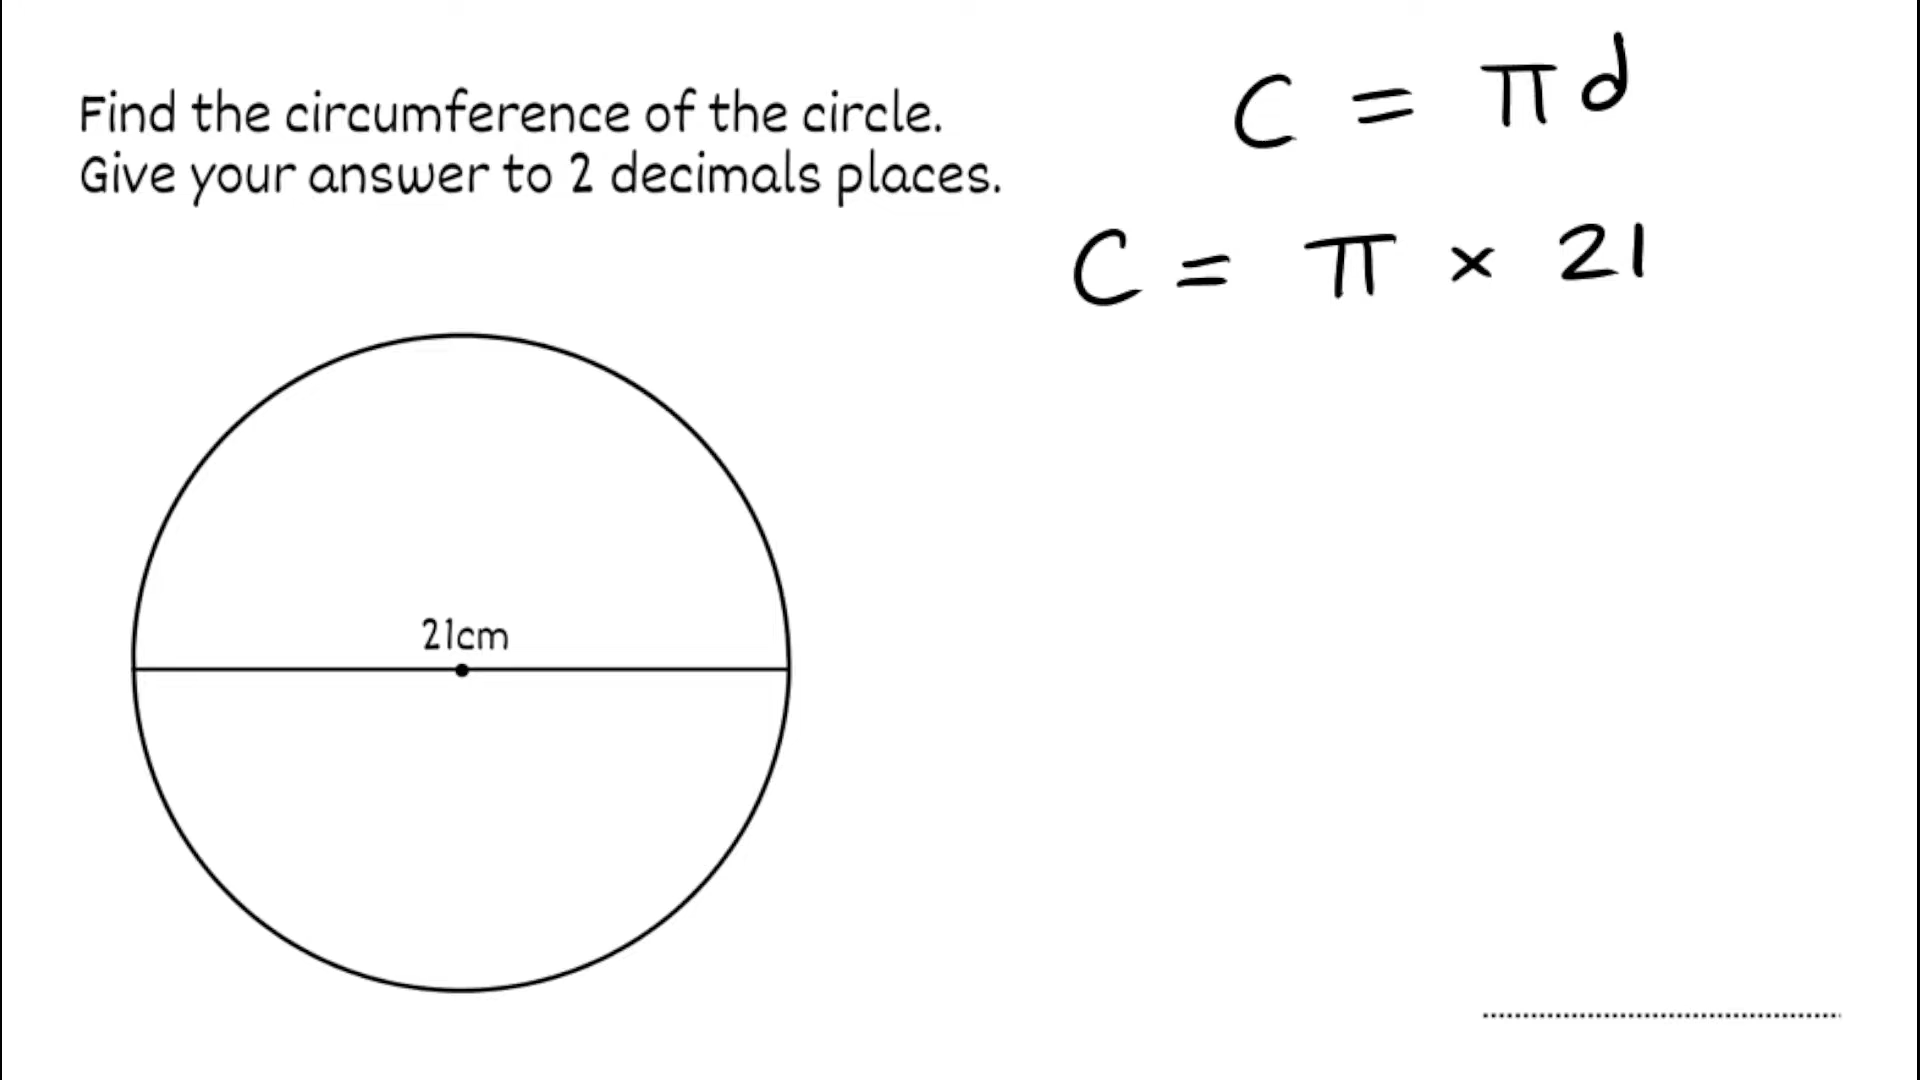 Find the circumference of the circle.
Give your answer to 2 decimals places.
C = πd
C = π × 21
21cm